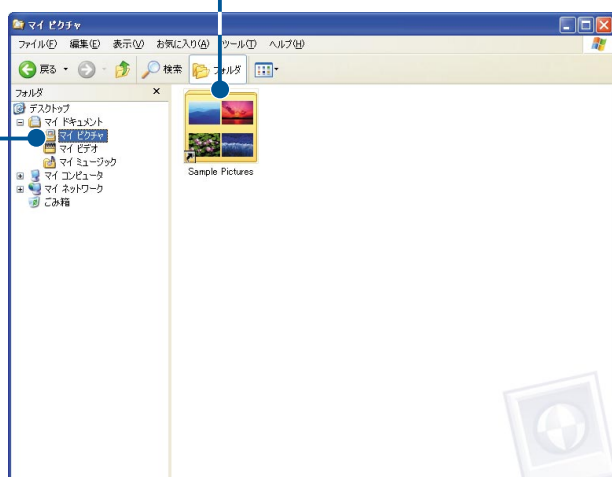 マイ ピクチャ
ファイル(F) 編集(E) 表示(V) お気に入り(A) ツール(T) ヘルプ(H)
戻る 検索 フォルダ
フォルダ ×
デスクトップ
マイ ドキュメント
マイ ピクチャ
マイ ビデオ
マイ ミュージック
マイ コンピュータ
マイ ネットワーク
ごみ箱
Sample Pictures